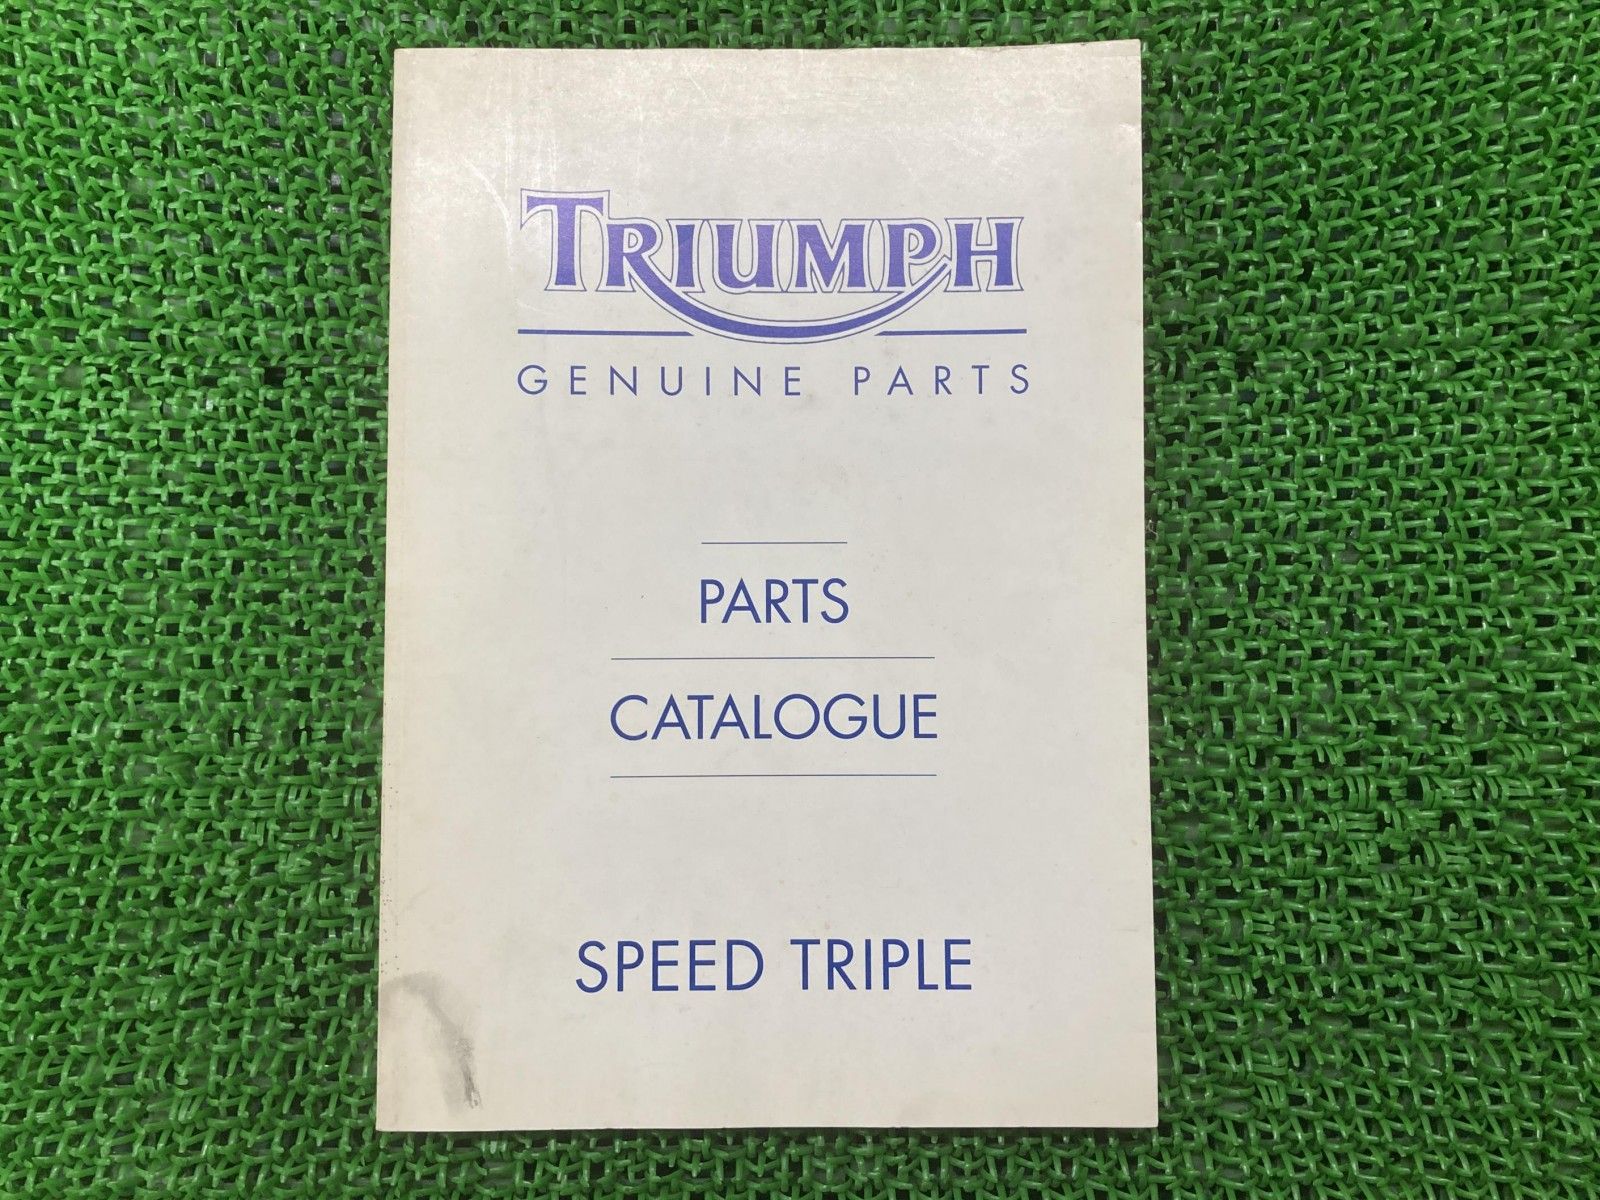 TRIUMPH
GENUINE PARTS
PARTS
CATALOGUE
SPEED TRIPLE